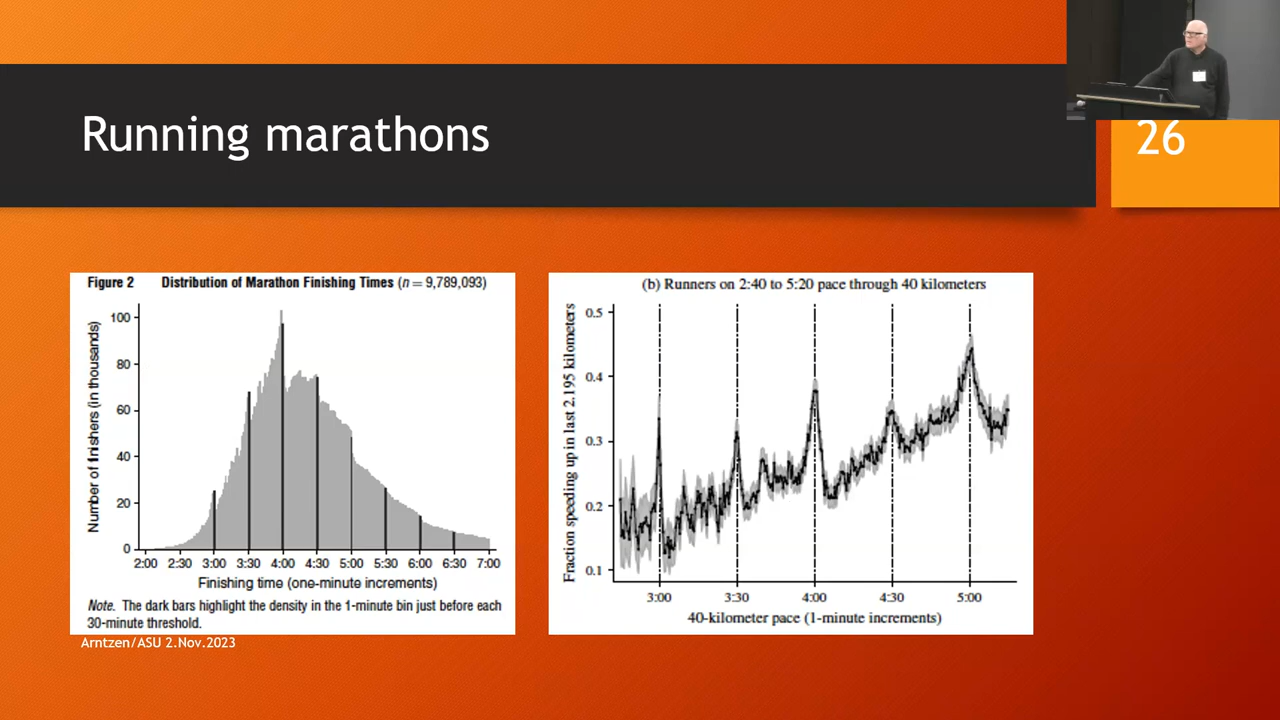 Running marathons
26
Figure 2 Distribution of Marathon Finishing Times (n = 9,789,093)
Number of finishers (in thousands)
100
80
60
40
20
0
2:00 2:30 3:00 3:30 4:00 4:30 5:00 5:30 6:00 6:30 7:00
Finishing time (one-minute increments)
Note. The dark bars highlight the density in the 1-minute bin just before each
30-minute threshold.
(b) Runners on 2:40 to 5:20 pace through 40 kilometers
Fraction speeding up in last 2.195 kilometers
0.5
0.4
0.3
0.2
0.1
3:00 3:30 4:00 4:30 5:00
40-kilometer pace (1-minute increments)
Arntzen/ASU 2.Nov.2023